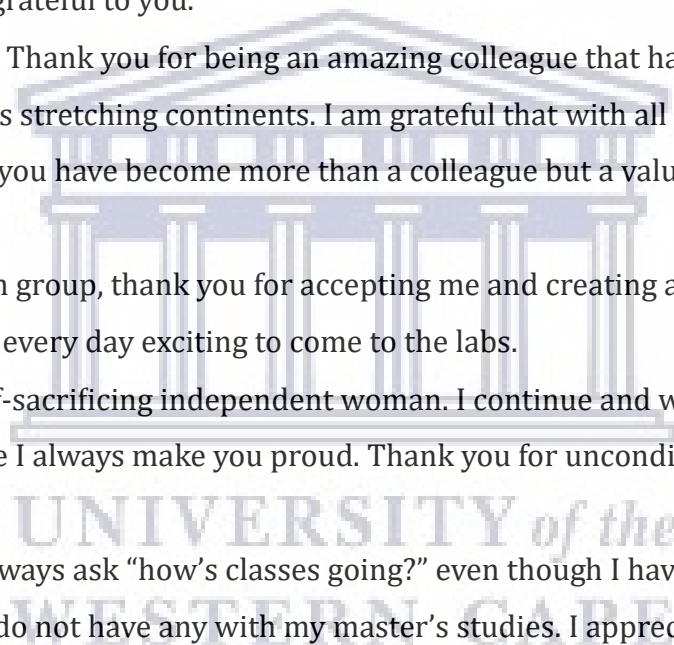 grateful to you.
Thank you for being an amazing colleague that ha
s stretching continents. I am grateful that with all
you have become more than a colleague but a valu
n group, thank you for accepting me and creating a
every day exciting to come to the labs.
f-sacrificing independent woman. I continue and w
e I always make you proud. Thank you for uncondi
UNIVERSITY of the
ways ask “how’s classes going?” even though I hav
WESTERN CAPE
do not have any with my master’s studies. I apprec